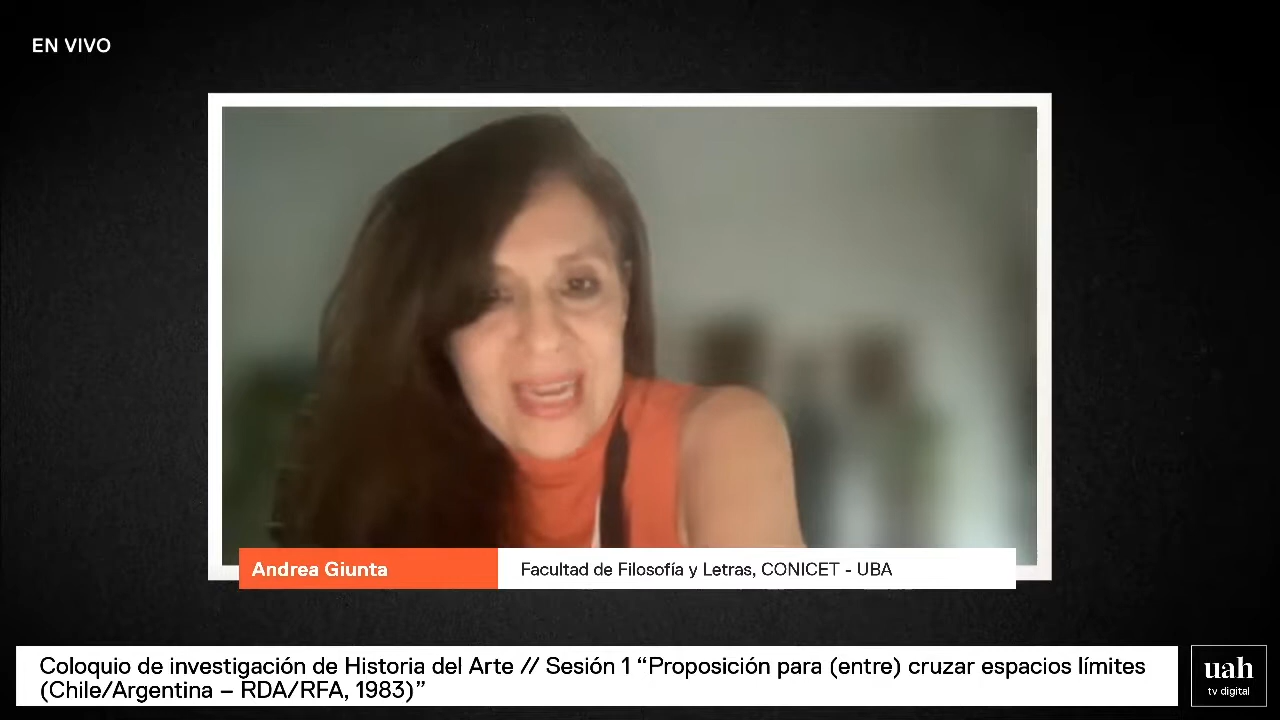 EN VIVO
Andrea Giunta
Facultad de Filosofía y Letras, CONICET - UBA
Coloquio de investigación de Historia del Arte // Sesión 1 “Proposición para (entre) cruzar espacios límites
(Chile/Argentina – RDA/RFA, 1983)”
uah
tv digital